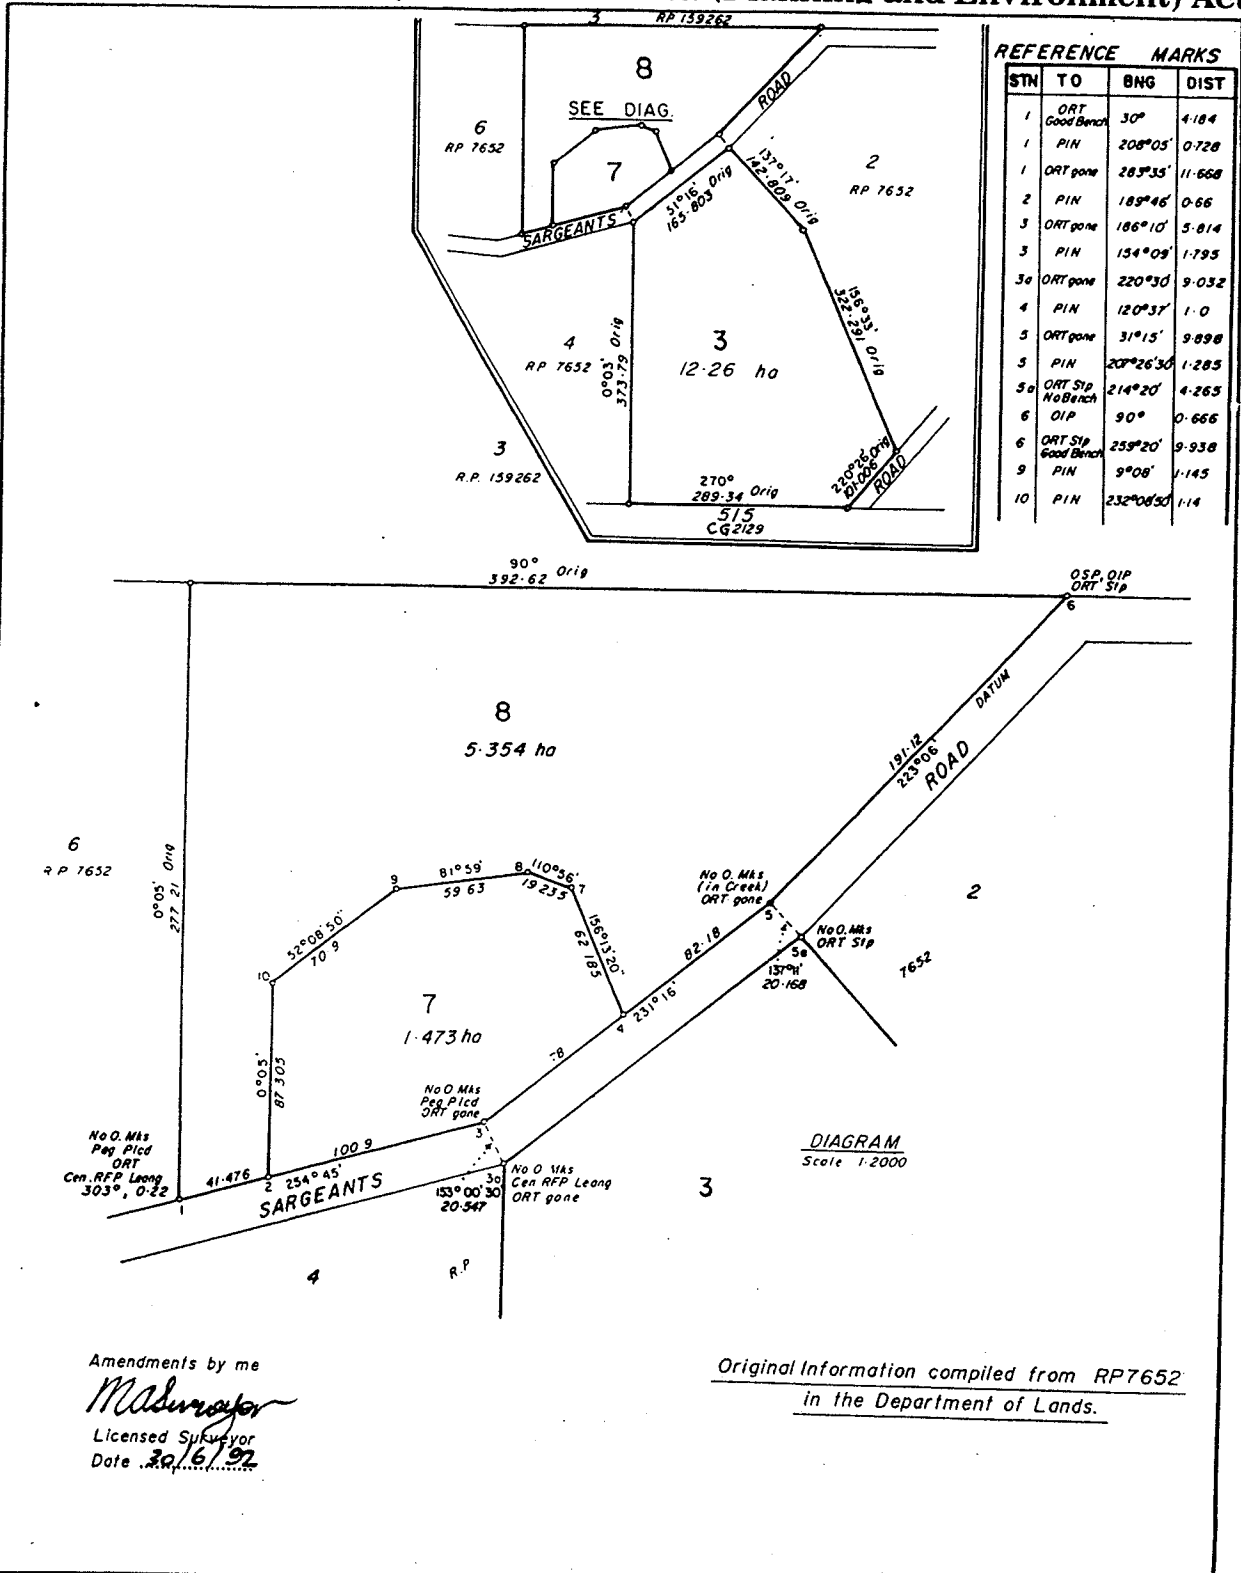 (Planning and Environment) Act
3
RP 159262
8
SEE DIAG.
6
RP 7652
7
ROAD
2
RP 7652
137°17'
142·809 Orig
51°16' Orig
165·803
SARGEANTS
156°33'
322·291 Orig
4
RP 7652
0°03'
373·79 Orig
3
12·26 ha
3
R.P. 159262
220°26' Orig
101·006
ROAD
270°
289·34 Orig
515
CG2129
REFERENCE MARKS
STN TO BNG DIST
1 ORT Good Bench 30° 4·184
1 PIN 208°05' 0·728
1 ORT gone 283°35' 11·668
2 PIN 189°46' 0·66
3 ORT gone 186°10' 5·814
3 PIN 154°09' 1·795
3a ORT gone 220°30' 9·032
4 PIN 120°37' 1·0
5 ORT gone 31°15' 9·898
5 PIN 207°26'30 1·285
5a ORT Stp No Bench 214°20' 4·265
6 OIP 90° 0·666
6 ORT Stp Good Bench 259°20' 9·938
9 PIN 9°08' 1·145
10 PIN 232°08'50 1·14
90°
392·62 Orig
OSP, OIP
ORT Stp
6
DATUM
191·12
223°06'
ROAD
8
5·354 ha
6
R P 7652
0°05' Orig
277 21
9
81°59'
59 63
8
110°56'
19 235
7
52°08'50"
70 9
156°13'20"
62 185
10
No O. Mks
(in Creek)
ORT gone
5
2
No O. Mks
ORT Stp
5a
137°11'
20·168
7652
82·18
231°16'
4
7
1·473 ha
78
0°05'
87 305
No O Mks
Peg Plcd
ORT gone
3
No O. Mks
Peg Plcd
ORT
Cen. RFP Leang
303°, 0·22
1
41·476
2
254°45'
100 9
SARGEANTS
3a
No O Mks
Cen RFP Leang
ORT gone
153°00'30
20·547
DIAGRAM
Scale 1:2000
3
4
R.P
Amendments by me
Licensed Surveyor
Date 30/6/92
Original Information compiled from RP7652
in the Department of Lands.